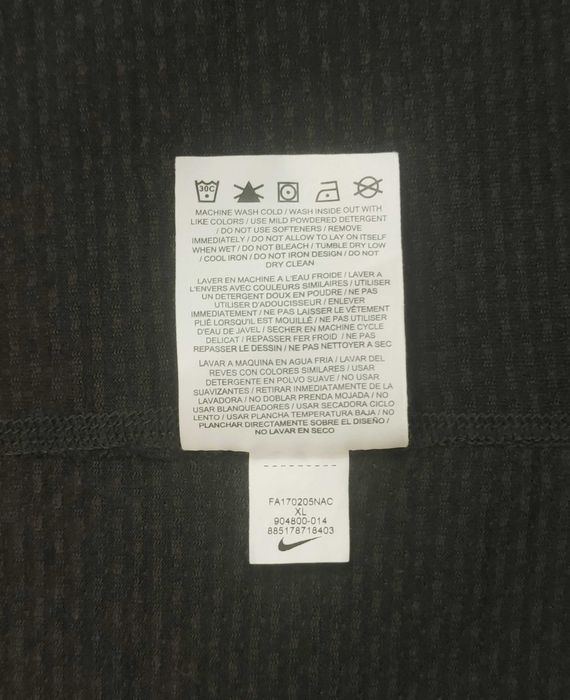 30C
MACHINE WASH COLD / WASH INSIDE OUT WITH
LIKE COLORS / USE MILD POWDERED DETERGENT
/ DO NOT USE SOFTENERS / REMOVE
IMMEDIATELY / DO NOT ALLOW TO LAY ON ITSELF
WHEN WET / DO NOT BLEACH / TUMBLE DRY LOW
/ COOL IRON / DO NOT IRON DESIGN / DO NOT
DRY CLEAN
LAVER EN MACHINE A L'EAU FROIDE / LAVER A
L'ENVERS AVEC COULEURS SIMILAIRES / UTILISER
UN DETERGENT DOUX EN POUDRE / NE PAS
UTILISER D'ADOUCISSEUR / ENLEVER
IMMEDIATEMENT / NE PAS LAISSER LE VÊTEMENT
PLIÉ LORSQU'IL EST MOUILLÉ / NE PAS UTILISER
D'EAU DE JAVEL / SECHER EN MACHINE CYCLE
DELICAT / REPASSER FER FROID / NE PAS
REPASSER LE DESSIN / NE PAS NETTOYER A SEC
LAVAR A MAQUINA EN AGUA FRIA / LAVAR DEL
REVES CON COLORES SIMILARES / USAR
DETERGENTE EN POLVO SUAVE / NO USAR
SUAVIZANTES / RETIRAR INMEDIATAMENTE DE LA
LAVADORA / NO DOBLAR PRENDA MOJADA / NO
USAR BLANQUEADORES / USAR SECADORA CICLO
LENTO / USAR PLANCHA TEMPERATURA BAJA / NO
PLANCHAR DIRECTAMENTE SOBRE EL DISEÑO /
NO LAVAR EN SECO
FA170205NAC
XL
904800-014
885178718403